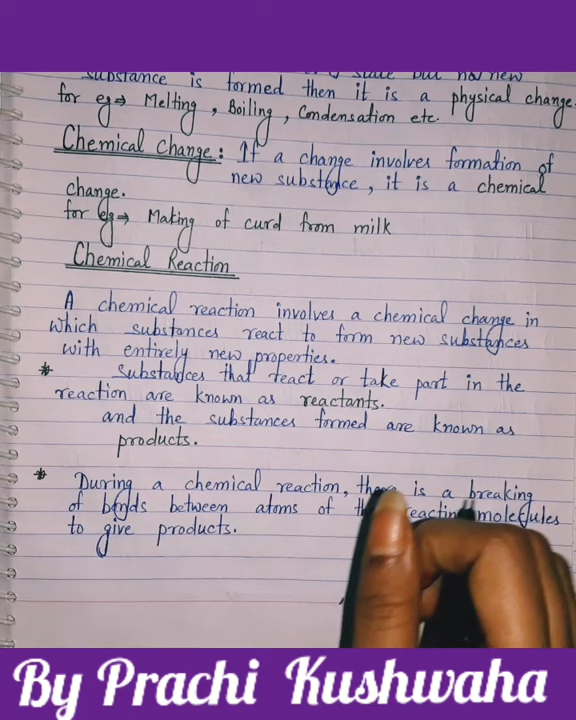 substance is formed then it is a physical change.
for eg⇒ Melting, Boiling, Condensation etc.
Chemical Change: If a change involves formation of
new substance, it is a chemical
change.
for eg⇒ Making of curd from milk
Chemical Reaction
A chemical reaction involves a chemical change in
which substances react to form new substances
with entirely new properties.
* Substances that react or take part in the
reaction are known as reactants.
and the substances formed are known as
products.
* During a chemical reaction, there is a breaking
of bonds between atoms of the reacting molecules
to give products.
By Prachi Kushwaha